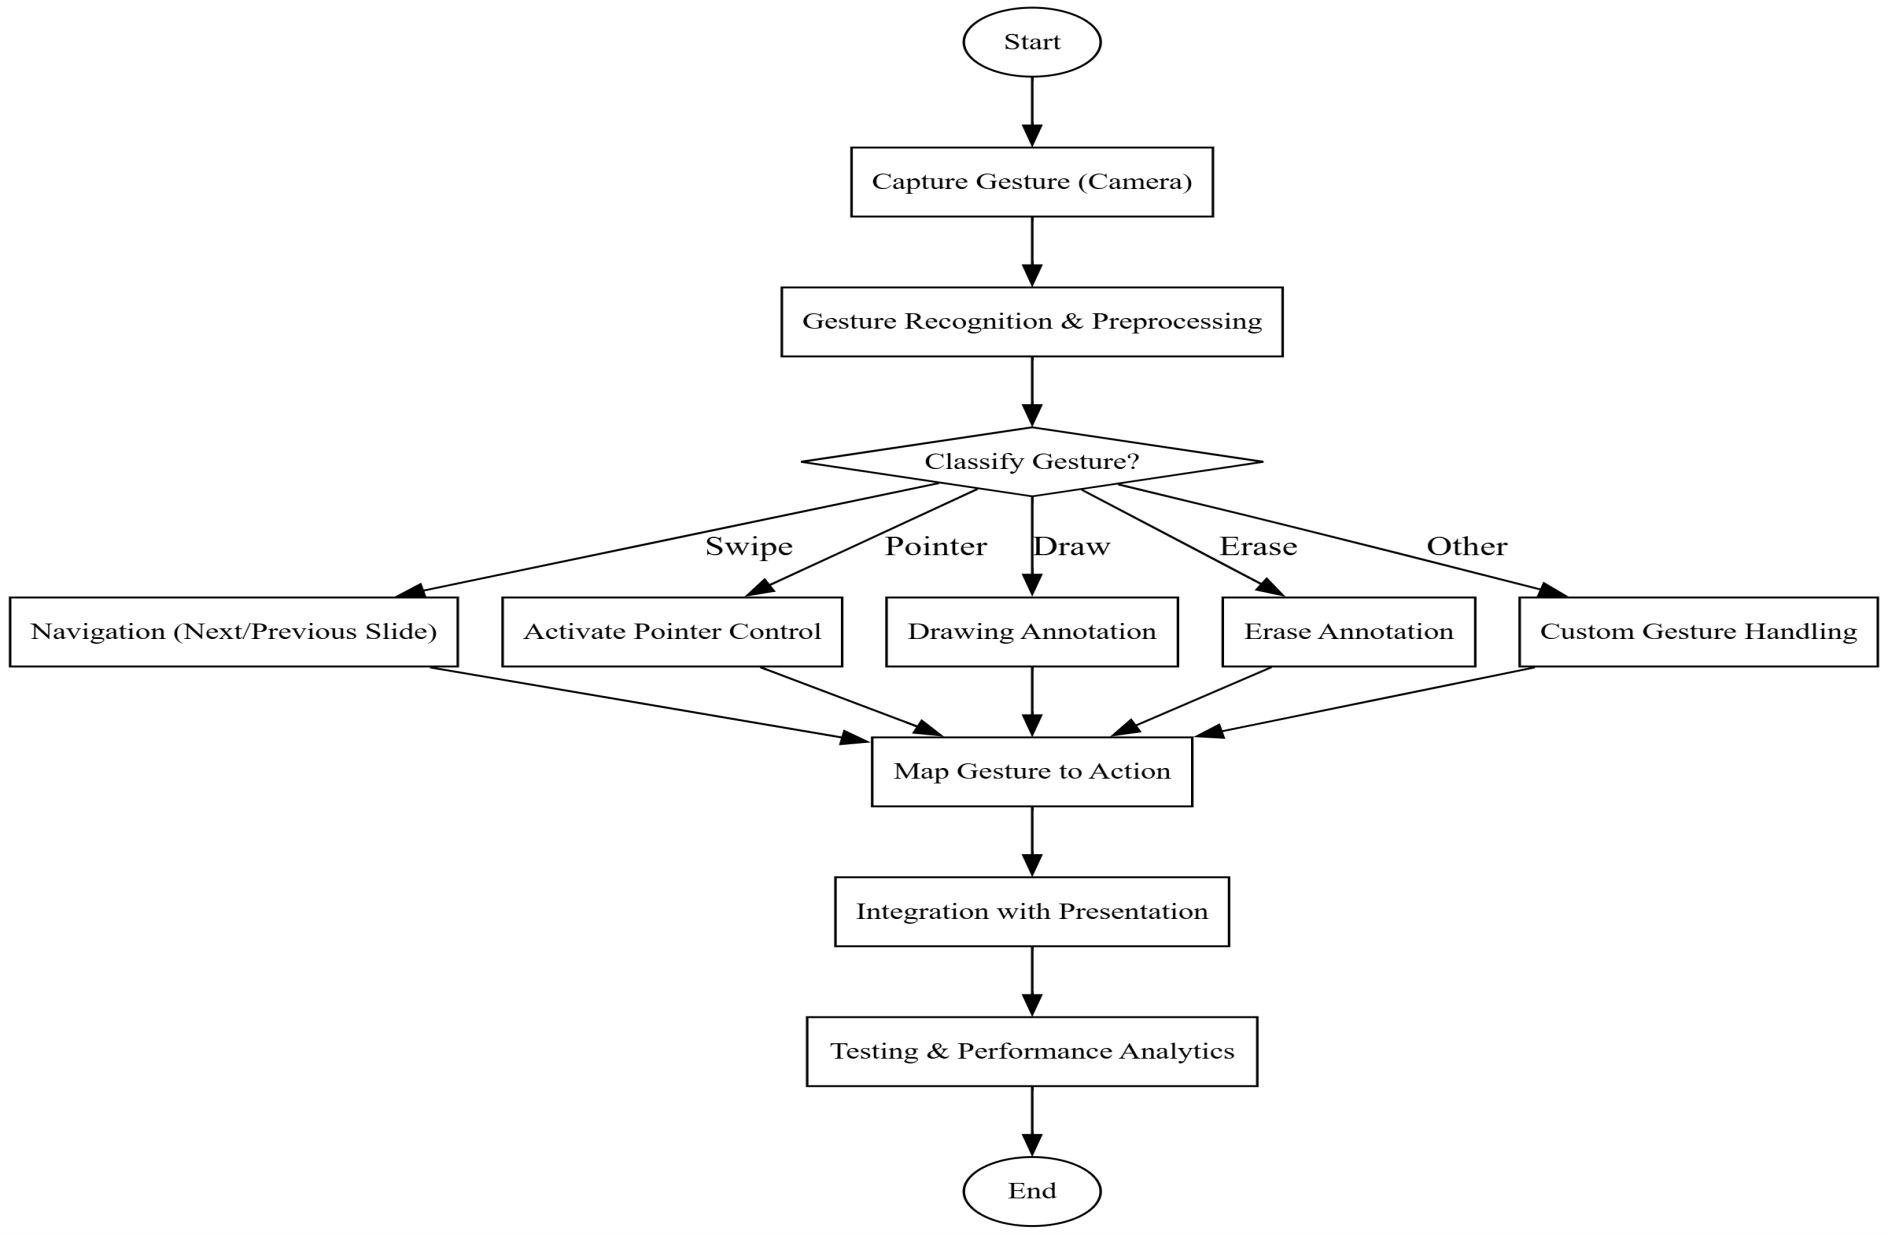 Start
Capture Gesture (Camera)
Gesture Recognition & Preprocessing
Classify Gesture?
Swipe
Pointer
Draw
Erase
Other
Navigation (Next/Previous Slide)
Activate Pointer Control
Drawing Annotation
Erase Annotation
Custom Gesture Handling
Map Gesture to Action
Integration with Presentation
Testing & Performance Analytics
End